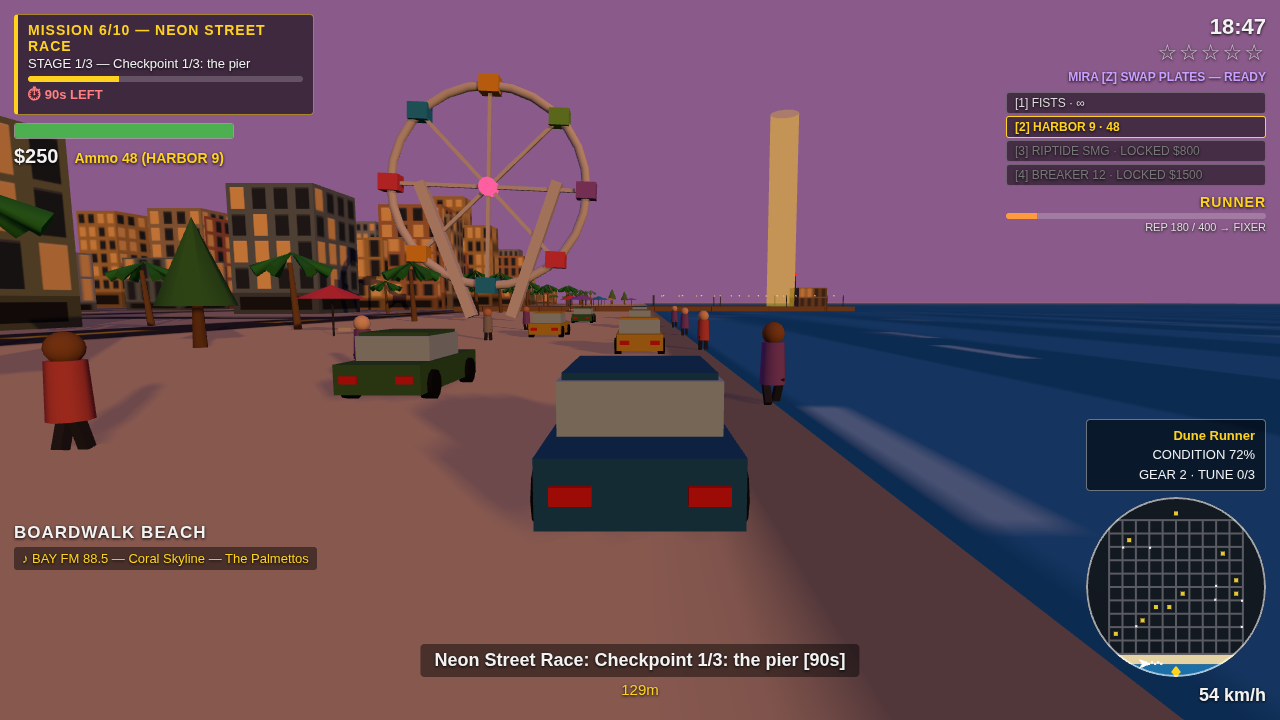 MISSION 6/10 — NEON STREET
RACE
STAGE 1/3 — Checkpoint 1/3: the pier
⏱ 90s LEFT
$250 Ammo 48 (HARBOR 9)
18:47
☆☆☆☆☆
MIRA [Z] SWAP PLATES — READY
[1] FISTS · ∞
[2] HARBOR 9 · 48
[3] RIPTIDE SMG · LOCKED $800
[4] BREAKER 12 · LOCKED $1500
RUNNER
REP 180 / 400 → FIXER
Dune Runner
CONDITION 72%
GEAR 2 · TUNE 0/3
BOARDWALK BEACH
♪ BAY FM 88.5 — Coral Skyline — The Palmettos
Neon Street Race: Checkpoint 1/3: the pier [90s]
129m
54 km/h